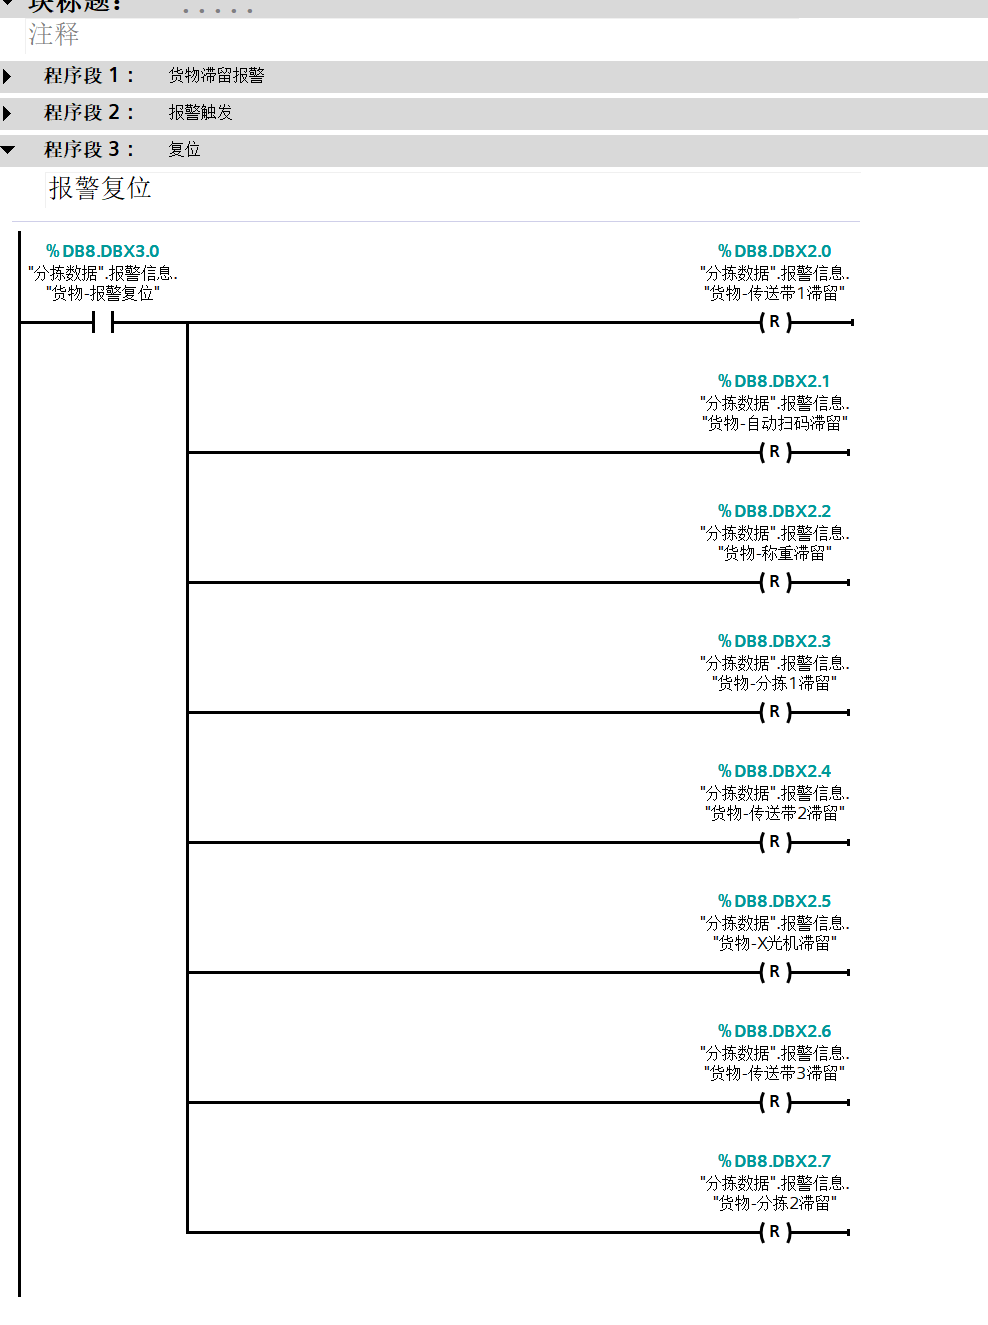 块标题：
注释
程序段 1： 货物滞留报警
程序段 2： 报警触发
程序段 3： 复位
报警复位
%DB8.DBX3.0
"分拣数据".报警信息.
"货物-报警复位"
%DB8.DBX2.0
"分拣数据".报警信息.
"货物-传送带1滞留"
( R )
%DB8.DBX2.1
"分拣数据".报警信息.
"货物-自动扫码滞留"
( R )
%DB8.DBX2.2
"分拣数据".报警信息.
"货物-称重滞留"
( R )
%DB8.DBX2.3
"分拣数据".报警信息.
"货物-分拣1滞留"
( R )
%DB8.DBX2.4
"分拣数据".报警信息.
"货物-传送带2滞留"
( R )
%DB8.DBX2.5
"分拣数据".报警信息.
"货物-X光机滞留"
( R )
%DB8.DBX2.6
"分拣数据".报警信息.
"货物-传送带3滞留"
( R )
%DB8.DBX2.7
"分拣数据".报警信息.
"货物-分拣2滞留"
( R )